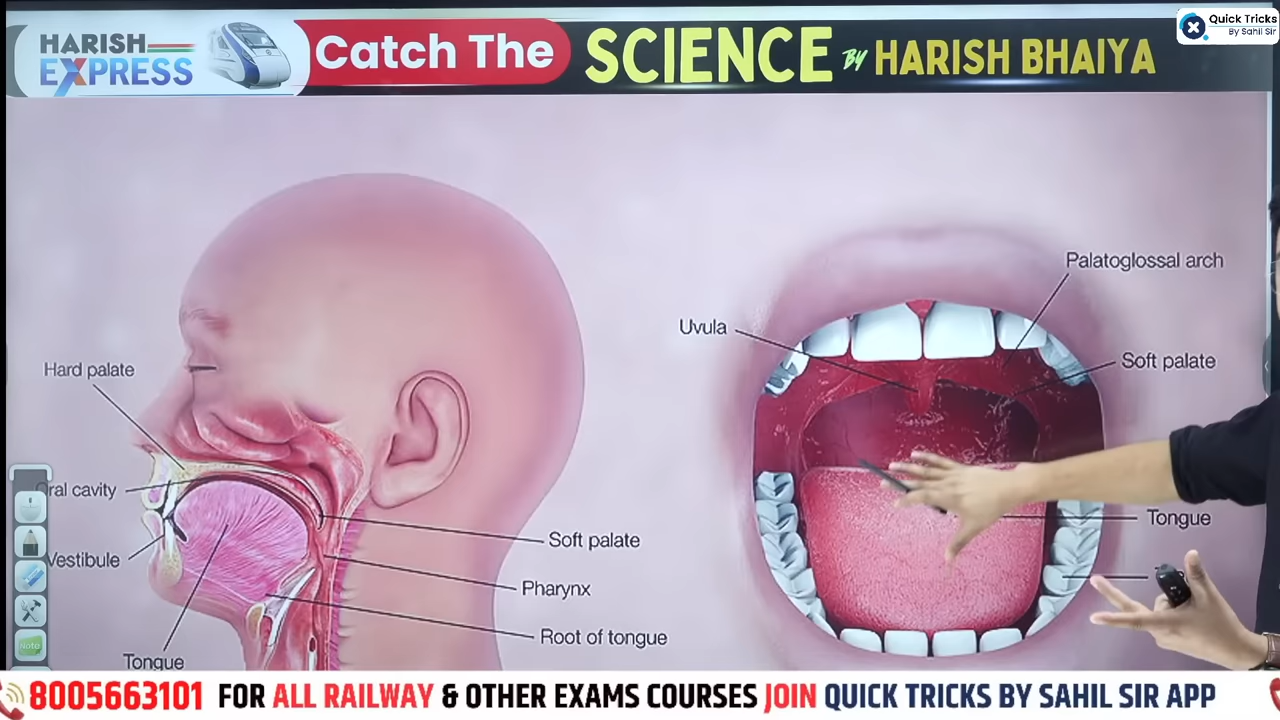 HARISH
EXPRESS
Catch The SCIENCE BY HARISH BHAIYA
Quick Tricks
By Sahil Sir
Palatoglossal arch
Uvula
Soft palate
Hard palate
Oral cavity
Vestibule
Tongue
Soft palate
Pharynx
Root of tongue
Tongue
Note
8005663101 FOR ALL RAILWAY & OTHER EXAMS COURSES JOIN QUICK TRICKS BY SAHIL SIR APP